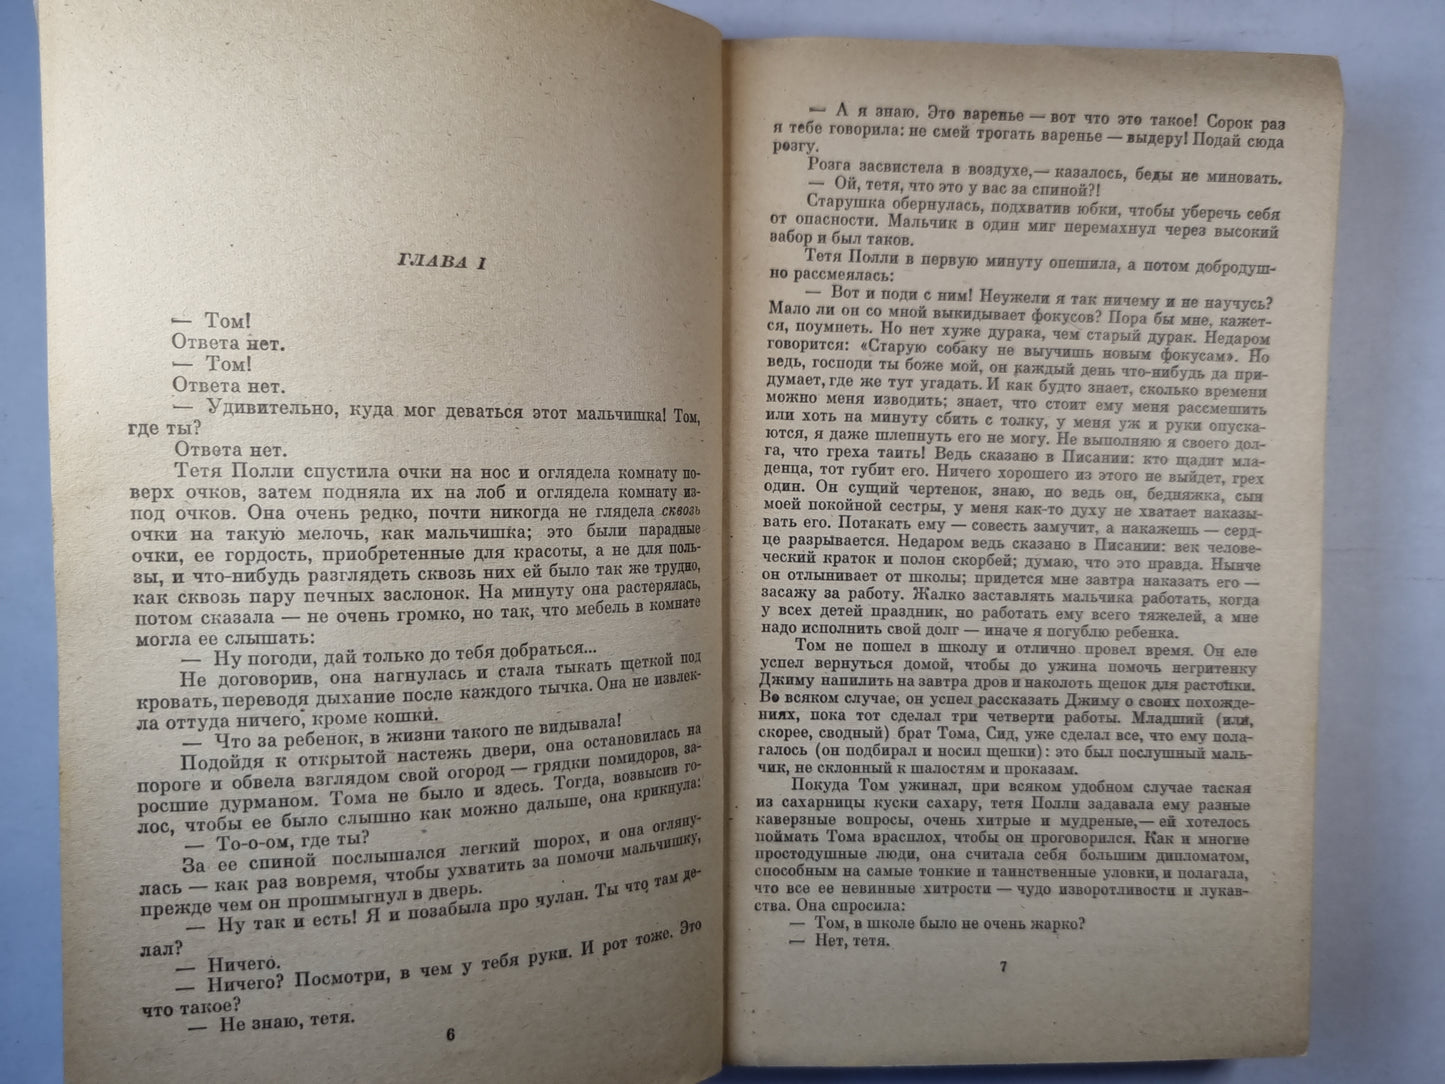 ГЛАВА I
— Том!
Ответа нет.
— Том!
Ответа нет.
— Удивительно, куда мог деваться этот мальчишка! Том,
где ты?
Ответа нет.
Тетя Полли спустила очки на нос и оглядела комнату по-
верх очков, затем подняла их на лоб и оглядела комнату из-
под очков. Она очень редко, почти никогда не глядела сквозь
очки на такую мелочь, как мальчишка; это были парадные
очки, ее гордость, приобретенные для красоты, а не для поль-
зы, и что-нибудь разглядеть сквозь них ей было так же трудно,
как сквозь пару печных заслонок. На минуту она растерялась,
потом сказала — не очень громко, но так, что мебель в комнате
могла ее слышать:
— Ну погоди, дай только до тебя добраться...
Не договорив, она нагнулась и стала тыкать щеткой под
кровать, переводя дыхание после каждого тычка. Она не извлек-
ла оттуда ничего, кроме кошки.
— Что за ребенок, в жизни такого не видывала!
Подойдя к открытой настежь двери, она остановилась на
пороге и обвела взглядом свой огород — грядки помидоров, за-
росшие дурманом. Тома не было и здесь. Тогда, возвысив го-
лос, чтобы ее было слышно как можно дальше, она крикнула:
— То-о-ом, где ты?
За ее спиной послышался легкий шорох, и она огляну-
лась — как раз вовремя, чтобы ухватить за помочи мальчишку,
прежде чем он прошмыгнул в дверь.
— Ну так и есть! Я и позабыла про чулан. Ты что там де-
лал?
— Ничего.
— Ничего? Посмотри, в чем у тебя руки. И рот тоже. Это
что такое?
— Не знаю, тетя.
6
— А я знаю. Это варенье — вот что это такое! Сорок раз
я тебе говорила: не смей трогать варенье — выдеру! Подай сюда
розгу.
Розга засвистела в воздухе,— казалось, беды не миновать.
— Ой, тетя, что это у вас за спиной?!
Старушка обернулась, подхватив юбки, чтобы уберечь себя
от опасности. Мальчик в один миг перемахнул через высокий
забор и был таков.
Тетя Полли в первую минуту опешила, а потом добродуш-
но рассмеялась:
— Вот и поди с ним! Неужели я так ничему и не научусь?
Мало ли он со мной выкидывает фокусов? Пора бы мне, кажет-
ся, поумнеть. Но нет хуже дурака, чем старый дурак. Недаром
говорится: «Старую собаку не выучишь новым фокусам». Но
ведь, господи ты боже мой, он каждый день что-нибудь да при-
думает, где же тут угадать. И как будто знает, сколько времени
можно меня изводить; знает, что стоит ему меня рассмешить
или хоть на минуту сбить с толку, у меня уж и руки опуска-
ются, я даже шлепнуть его не могу. Не выполняю я своего дол-
га, что греха таить! Ведь сказано в Писании: кто щадит мла-
денца, тот губит его. Ничего хорошего из этого не выйдет, грех
один. Он сущий чертенок, знаю, но ведь он, бедняжка, сын
моей покойной сестры, у меня как-то духу не хватает наказы-
вать его. Потакать ему — совесть замучит, а накажешь — серд-
це разрывается. Недаром ведь сказано в Писании: век челове-
ческий краток и полон скорбей; думаю, что это правда. Нынче
он отлынивает от школы; придется мне завтра наказать его —
засажу за работу. Жалко заставлять мальчика работать, когда
у всех детей праздник, но работать ему всего тяжелей, а мне
надо исполнить свой долг — иначе я погублю ребенка.
Том не пошел в школу и отлично провел время. Он еле
успел вернуться домой, чтобы до ужина помочь негритенку
Джиму напилить на завтра дров и наколоть щепок для растопки.
Во всяком случае, он успел рассказать Джиму о своих похожде-
ниях, пока тот сделал три четверти работы. Младший (или,
скорее, сводный) брат Тома, Сид, уже сделал все, что ему пола-
галось (он подбирал и носил щепки): это был послушный маль-
чик, не склонный к шалостям и проказам.
Покуда Том ужинал, при всяком удобном случае таская
из сахарницы куски сахару, тетя Полли задавала ему разные
каверзные вопросы, очень хитрые и мудреные,— ей хотелось
поймать Тома врасплох, чтобы он проговорился. Как и многие
простодушные люди, она считала себя большим дипломатом,
способным на самые тонкие и таинственные уловки, и полагала,
что все ее невинные хитрости — чудо изворотливости и лукав-
ства. Она спросила:
— Том, в школе было не очень жарко?
— Нет, тетя.
7